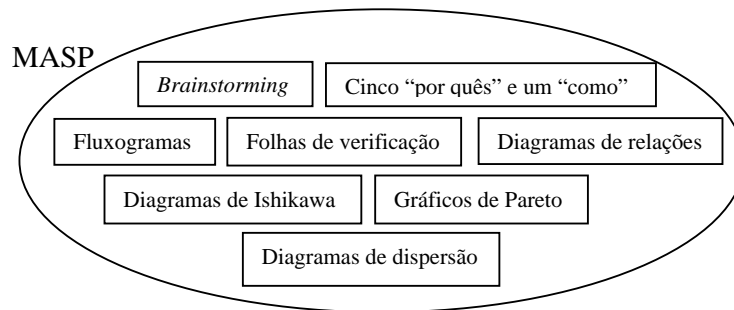 MASP
Brainstorming
Cinco “por quês” e um “como”
Fluxogramas
Folhas de verificação
Diagramas de relações
Diagramas de Ishikawa
Gráficos de Pareto
Diagramas de dispersão